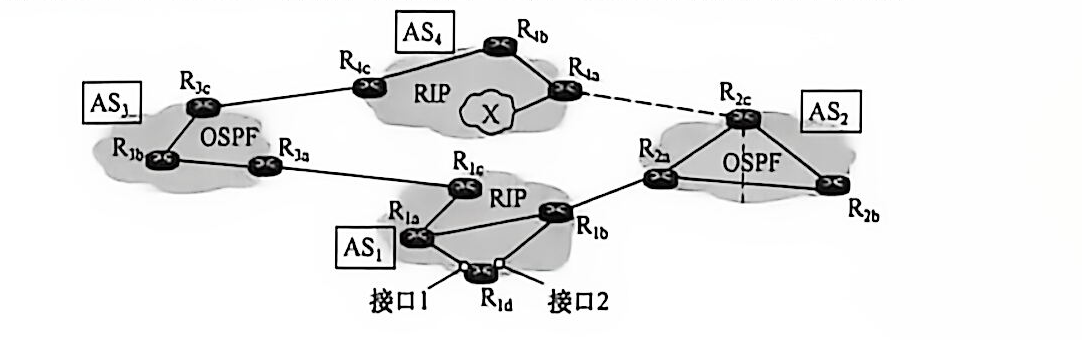 AS₄
R₄b
R₄c
R₄a
RIP
X
R₃c
AS₃
R₂c
AS₂
OSPF
R₃b
R₃a
R₂a
OSPF
R₂b
R₁c
RIP
R₁a
R₁b
AS₁
接口1
R₁d
接口2